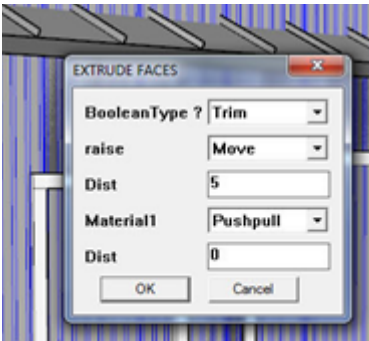 EXTRUDE FACES
BooleanType ? Trim
raise Move
Dist 5
Material1 Pushpull
Dist 0
OK Cancel